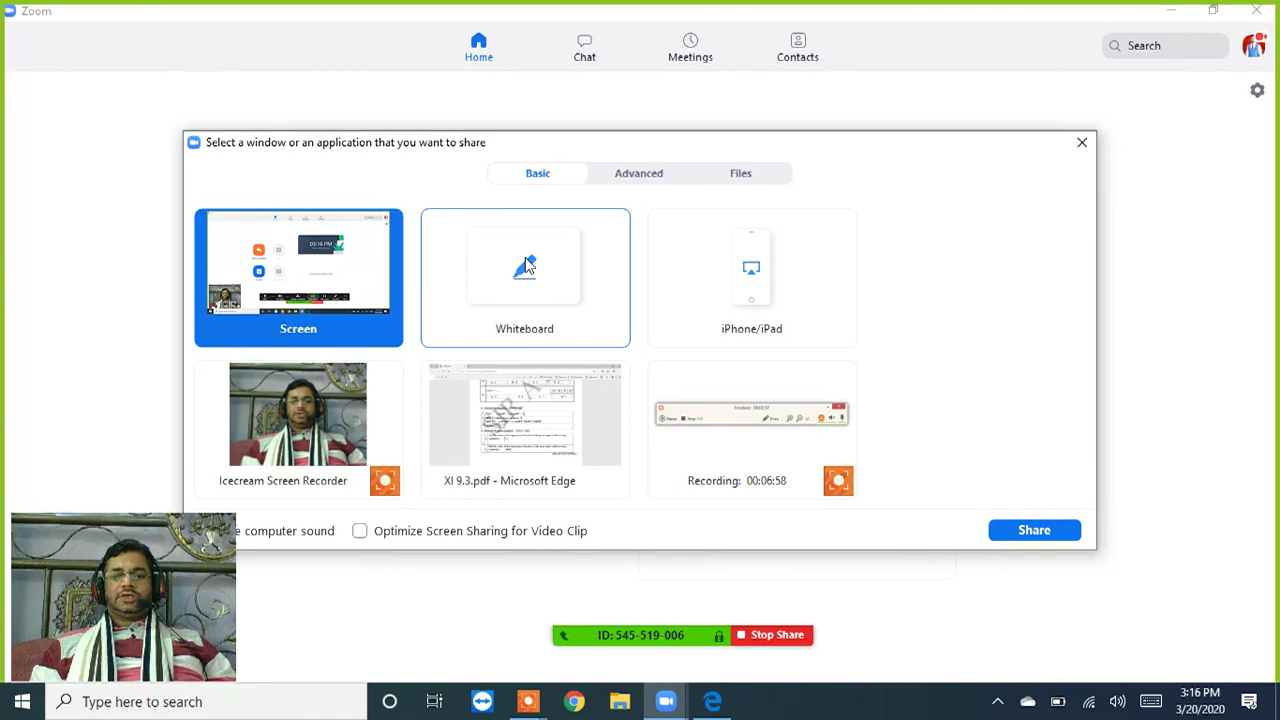 Zoom
Home
Chat
Meetings
Contacts
Search
Select a window or an application that you want to share
Basic
Advanced
Files
03:16 PM
Screen
Whiteboard
iPhone/iPad
Icecream Screen Recorder
XI 9.3.pdf - Microsoft Edge
Recording: 00:06:58
e computer sound
Optimize Screen Sharing for Video Clip
Share
ID: 545-519-006
Stop Share
Type here to search
3:16 PM
3/20/2020